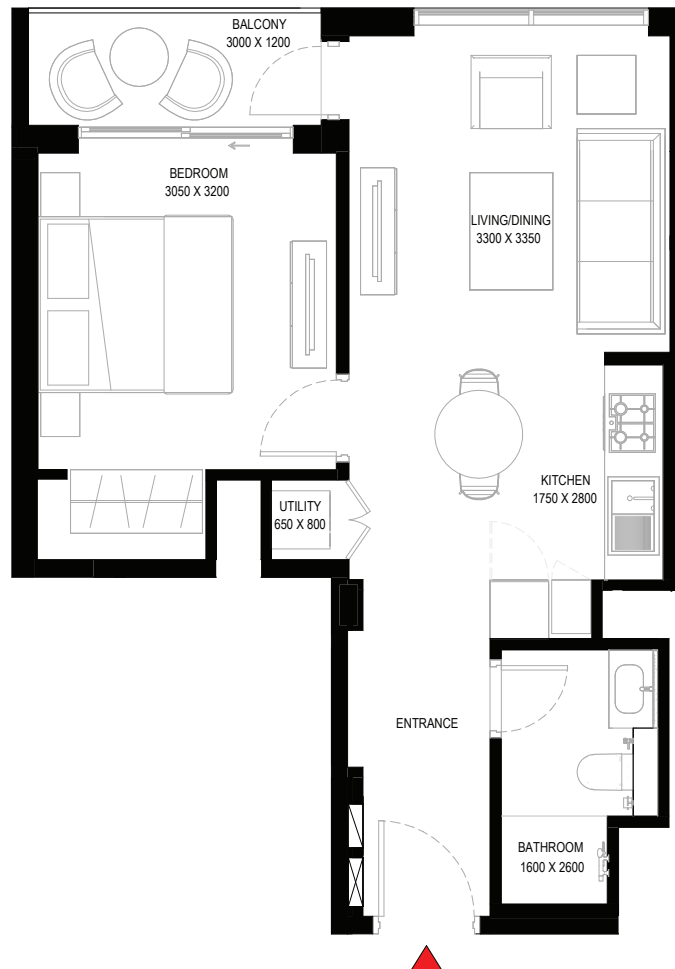 BALCONY
3000 X 1200
BEDROOM
3050 X 3200
LIVING/DINING
3300 X 3350
KITCHEN
1750 X 2800
UTILITY
650 X 800
ENTRANCE
BATHROOM
1600 X 2600